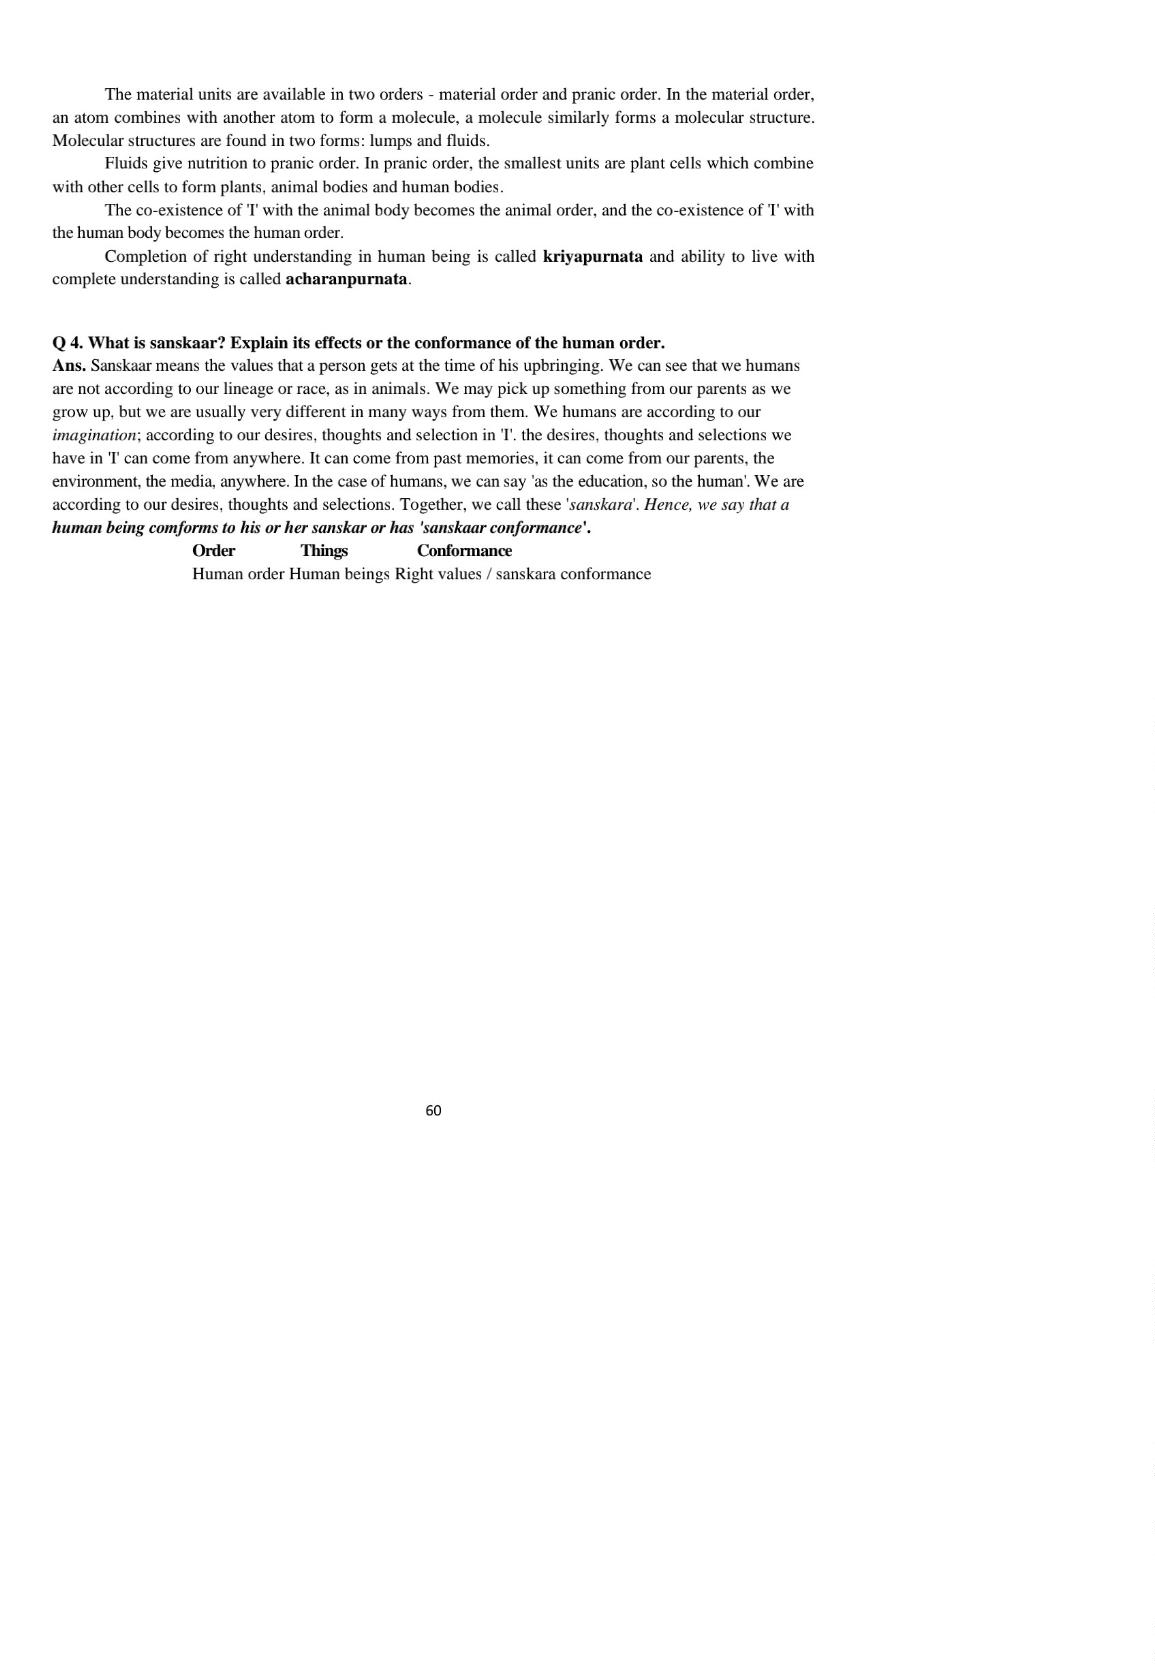 The material units are available in two orders - material order and pranic order. In the material order,
an atom combines with another atom to form a molecule, a molecule similarly forms a molecular structure.
Molecular structures are found in two forms: lumps and fluids.
Fluids give nutrition to pranic order. In pranic order, the smallest units are plant cells which combine
with other cells to form plants, animal bodies and human bodies.
The co-existence of 'I' with the animal body becomes the animal order, and the co-existence of 'I' with
the human body becomes the human order.
Completion of right understanding in human being is called kriyapurnata and ability to live with
complete understanding is called acharanpurnata.
Q 4. What is sanskaar? Explain its effects or the conformance of the human order.
Ans. Sanskaar means the values that a person gets at the time of his upbringing. We can see that we humans
are not according to our lineage or race, as in animals. We may pick up something from our parents as we
grow up, but we are usually very different in many ways from them. We humans are according to our
imagination; according to our desires, thoughts and selection in 'I'. the desires, thoughts and selections we
have in 'I' can come from anywhere. It can come from past memories, it can come from our parents, the
environment, the media, anywhere. In the case of humans, we can say 'as the education, so the human'. We are
according to our desires, thoughts and selections. Together, we call these 'sanskara'. Hence, we say that a
human being comforms to his or her sanskar or has 'sanskaar conformance'.
Order Things Conformance
Human order Human beings Right values / sanskara conformance
60